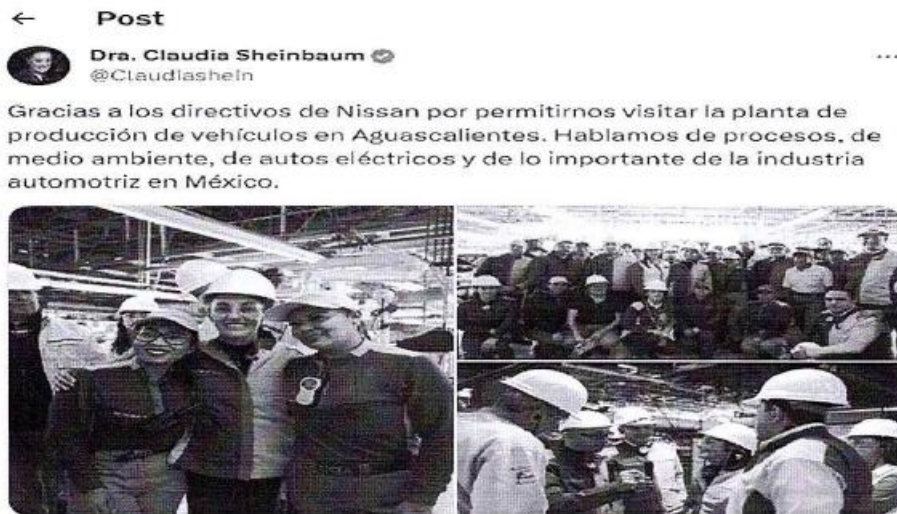 ← Post
Dra. Claudia Sheinbaum
@Claudiashein
Gracias a los directivos de Nissan por permitirnos visitar la planta de
producción de vehículos en Aguascalientes. Hablamos de procesos, de
medio ambiente, de autos eléctricos y de lo importante de la industria
automotriz en México.